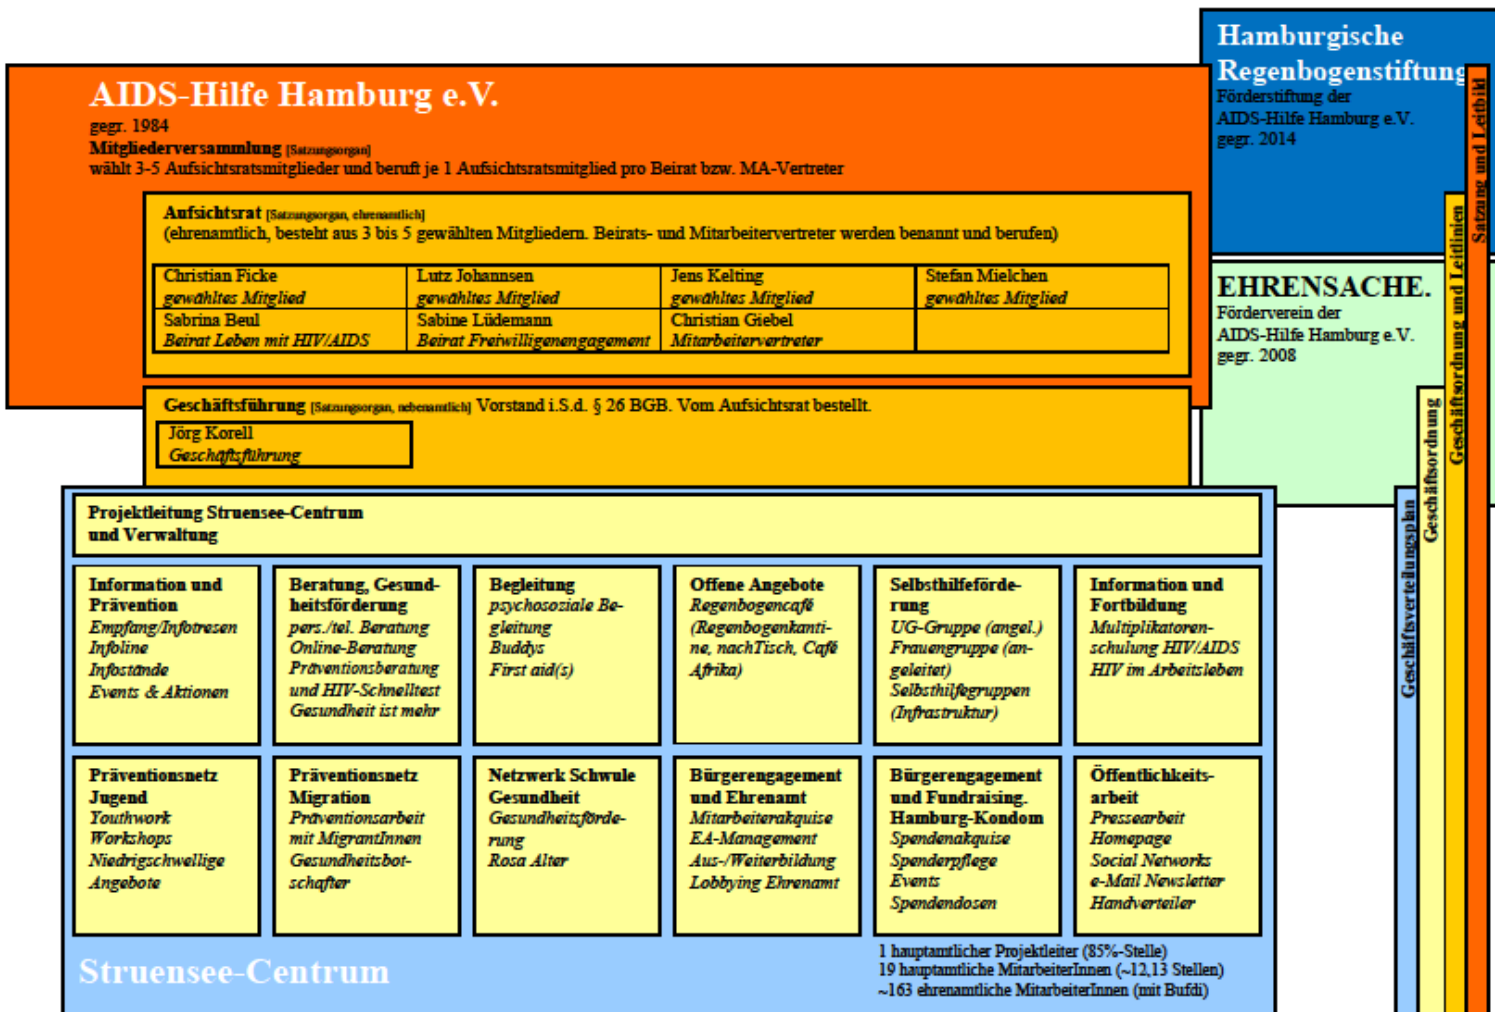 Hamburgische
Regenbogenstiftung
Förderstiftung der
AIDS-Hilfe Hamburg e.V.
gegr. 2014
AIDS-Hilfe Hamburg e.V.
gegr. 1984
Mitgliederversammlung [Satzungsorgan]
wählt 3-5 Aufsichtsratsmitglieder und beruft je 1 Aufsichtsratsmitglied pro Beirat bzw. MA-Vertreter
Aufsichtsrat [Satzungsorgan, ehrenamtlich]
(ehrenamtlich, besteht aus 3 bis 5 gewählten Mitgliedern. Beirats- und Mitarbeitervertreter werden benannt und berufen)
Christian Ficke
gewähltes Mitglied
Lutz Johannsen
gewähltes Mitglied
Jens Kelting
gewähltes Mitglied
Stefan Mielchen
gewähltes Mitglied
Sabrina Beul
Beirat Leben mit HIV/AIDS
Sabine Lüdemann
Beirat Freiwilligenengagement
Christian Giebel
Mitarbeitervertreter
EHRENSACHE.
Förderverein der
AIDS-Hilfe Hamburg e.V.
gegr. 2008
Geschäftsführung [Satzungsorgan, nebenamtlich] Vorstand i.S.d. § 26 BGB. Vom Aufsichtsrat bestellt.
Jörg Korell
Geschäftsführung
Projektleitung Struensee-Centrum
und Verwaltung
Information und
Prävention
Empfang/Infotresen
Infoline
Infostände
Events & Aktionen
Beratung, Gesund-
heitsförderung
pers./tel. Beratung
Online-Beratung
Präventionsberatung
und HIV-Schnelltest
Gesundheit ist mehr
Begleitung
psychosoziale Be-
gleitung
Buddys
First aid(s)
Offene Angebote
Regenbogencafé
(Regenbogenkanti-
ne, nachTisch, Café
Afrika)
Selbsthilfeförde-
rung
UG-Gruppe (angel.)
Frauengruppe (an-
geleitet)
Selbsthilfegruppen
(Infrastruktur)
Information und
Fortbildung
Multiplikatoren-
schulung HIV/AIDS
HIV im Arbeitsleben
Präventionsnetz
Jugend
Youthwork
Workshops
Niedrigschwellige
Angebote
Präventionsnetz
Migration
Präventionsarbeit
mit MigrantInnen
Gesundheitsbot-
schafter
Netzwerk Schwule
Gesundheit
Gesundheitsförde-
rung
Rosa Alter
Bürgerengagement
und Ehrenamt
Mitarbeiterakquise
EA-Management
Aus-/Weiterbildung
Lobbying Ehrenamt
Bürgerengagement
und Fundraising.
Hamburg-Kondom
Spendenakquise
Spenderpflege
Events
Spendendosen
Öffentlichkeits-
arbeit
Pressearbeit
Homepage
Social Networks
e-Mail Newsletter
Handverteiler
Struensee-Centrum
1 hauptamtlicher Projektleiter (85%-Stelle)
19 hauptamtliche MitarbeiterInnen (~12,13 Stellen)
~163 ehrenamtliche MitarbeiterInnen (mit Bufdi)
Geschäftsverteilungsplan
Geschäftsordnung
Geschäftsordnung und Leitlinien
Satzung und Leitbild